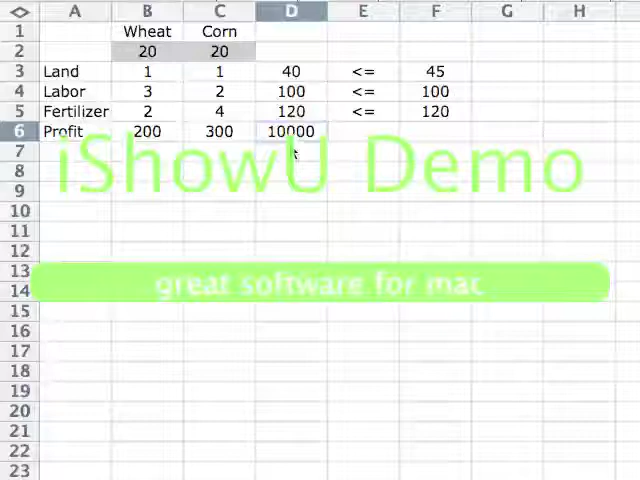 A B C D E F G H
1 Wheat Corn
2 20 20
3 Land 1 1 40 <= 45
4 Labor 3 2 100 <= 100
5 Fertilizer 2 4 120 <= 120
6 Profit 200 300 10000
7
iShowU Demo
8
9
10
11
12
13
great software for mac
14
15
16
17
18
19
20
21
22
23